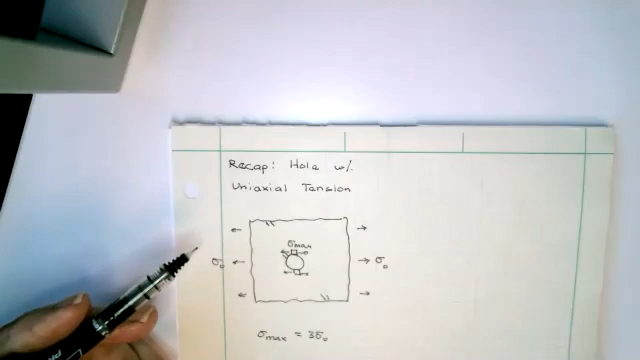 Recap: Hole w/.
Uniaxial Tension
σmax
σ₀
σ₀
σmax = 3σ₀